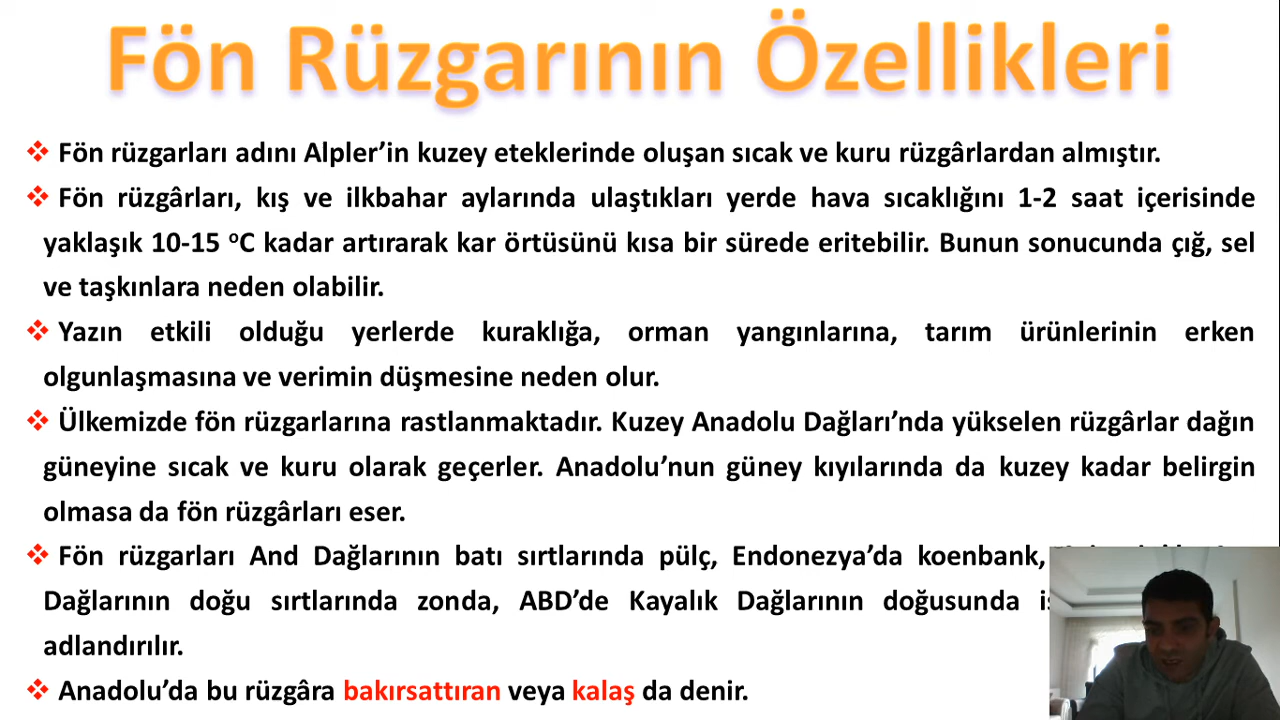 Fön Rüzgarının Özellikleri
Fön rüzgarları adını Alpler’in kuzey eteklerinde oluşan sıcak ve kuru rüzgârlardan almıştır.
Fön rüzgârları, kış ve ilkbahar aylarında ulaştıkları yerde hava sıcaklığını 1-2 saat içerisinde
yaklaşık 10-15 ᵒC kadar artırarak kar örtüsünü kısa bir sürede eritebilir. Bunun sonucunda çığ, sel
ve taşkınlara neden olabilir.
Yazın etkili olduğu yerlerde kuraklığa, orman yangınlarına, tarım ürünlerinin erken
olgunlaşmasına ve verimin düşmesine neden olur.
Ülkemizde fön rüzgarlarına rastlanmaktadır. Kuzey Anadolu Dağları’nda yükselen rüzgârlar dağın
güneyine sıcak ve kuru olarak geçerler. Anadolu’nun güney kıyılarında da kuzey kadar belirgin
olmasa da fön rüzgârları eser.
Fön rüzgarları And Dağlarının batı sırtlarında pülç, Endonezya’da koenbank,
Dağlarının doğu sırtlarında zonda, ABD’de Kayalık Dağlarının doğusunda
adlandırılır.
Anadolu’da bu rüzgâra bakırsattıran veya kalaş da denir.